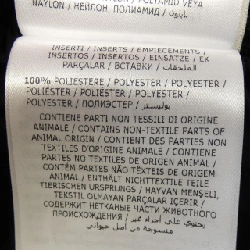 NAYLON / НЕЙЛОН / ПОЛИАМИД
نايلون
INSERTI / INSERTS / EMPIECEMENTS /
INSERTOS / INSERTOS / EINSÄTZE / EK
PARÇALAR / ВСТАВКИ /
100% POLIESTERE / POLYESTER / POLYESTER /
POLIÉSTER / POLIÉSTER / POLYESTER /
POLYESTER / ПОЛИЭСТЕР / بوليستر
CONTIENE PARTI NON TESSILI DI ORIGINE
ANIMALE / CONTAINS NON-TEXTILE PARTS OF
ANIMAL ORIGIN / CONTIENT DES PARTIES NON
TEXTILES D'ORIGINE ANIMALE / CONTIENE
PARTES NO TEXTILES DE ORIGEN ANIMAL /
CONTÉM PARTES NÃO TÊXTEIS DE ORIGEM
ANIMAL / ENTHÄLT NICHTTEXTILE TEILE
TIERISCHEN URSPRUNGS / HAYVAN MENŞELİ,
TEKSTİL OLMAYAN PARÇALAR İÇERİR /
СОДЕРЖИТ НЕТКАНЫЕ ЧАСТИ ЖИВОТНОГО
ПРОИСХОЖДЕНИЯ /